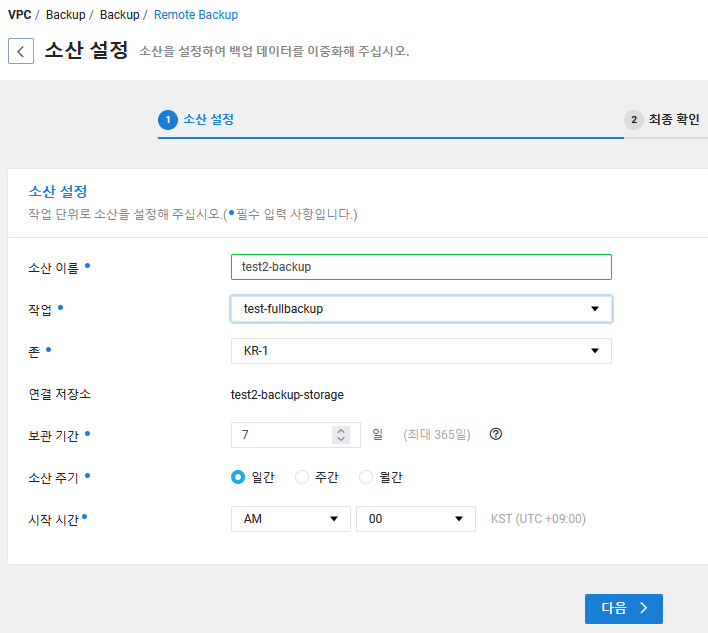 VPC / Backup / Backup / Remote Backup
소산 설정 소산을 설정하여 백업 데이터를 이중화해 주십시오.
1 소산 설정 2 최종 확인
소산 설정
작업 단위로 소산을 설정해 주십시오.(• 필수 입력 사항입니다.)
소산 이름 • test2-backup
작업 • test-fullbackup
존 • KR-1
연결 저장소 test2-backup-storage
보관 기간 • 7 일 (최대 365일) ?
소산 주기 • 일간 주간 월간
시작 시간 • AM 00 KST (UTC +09:00)
다음 >